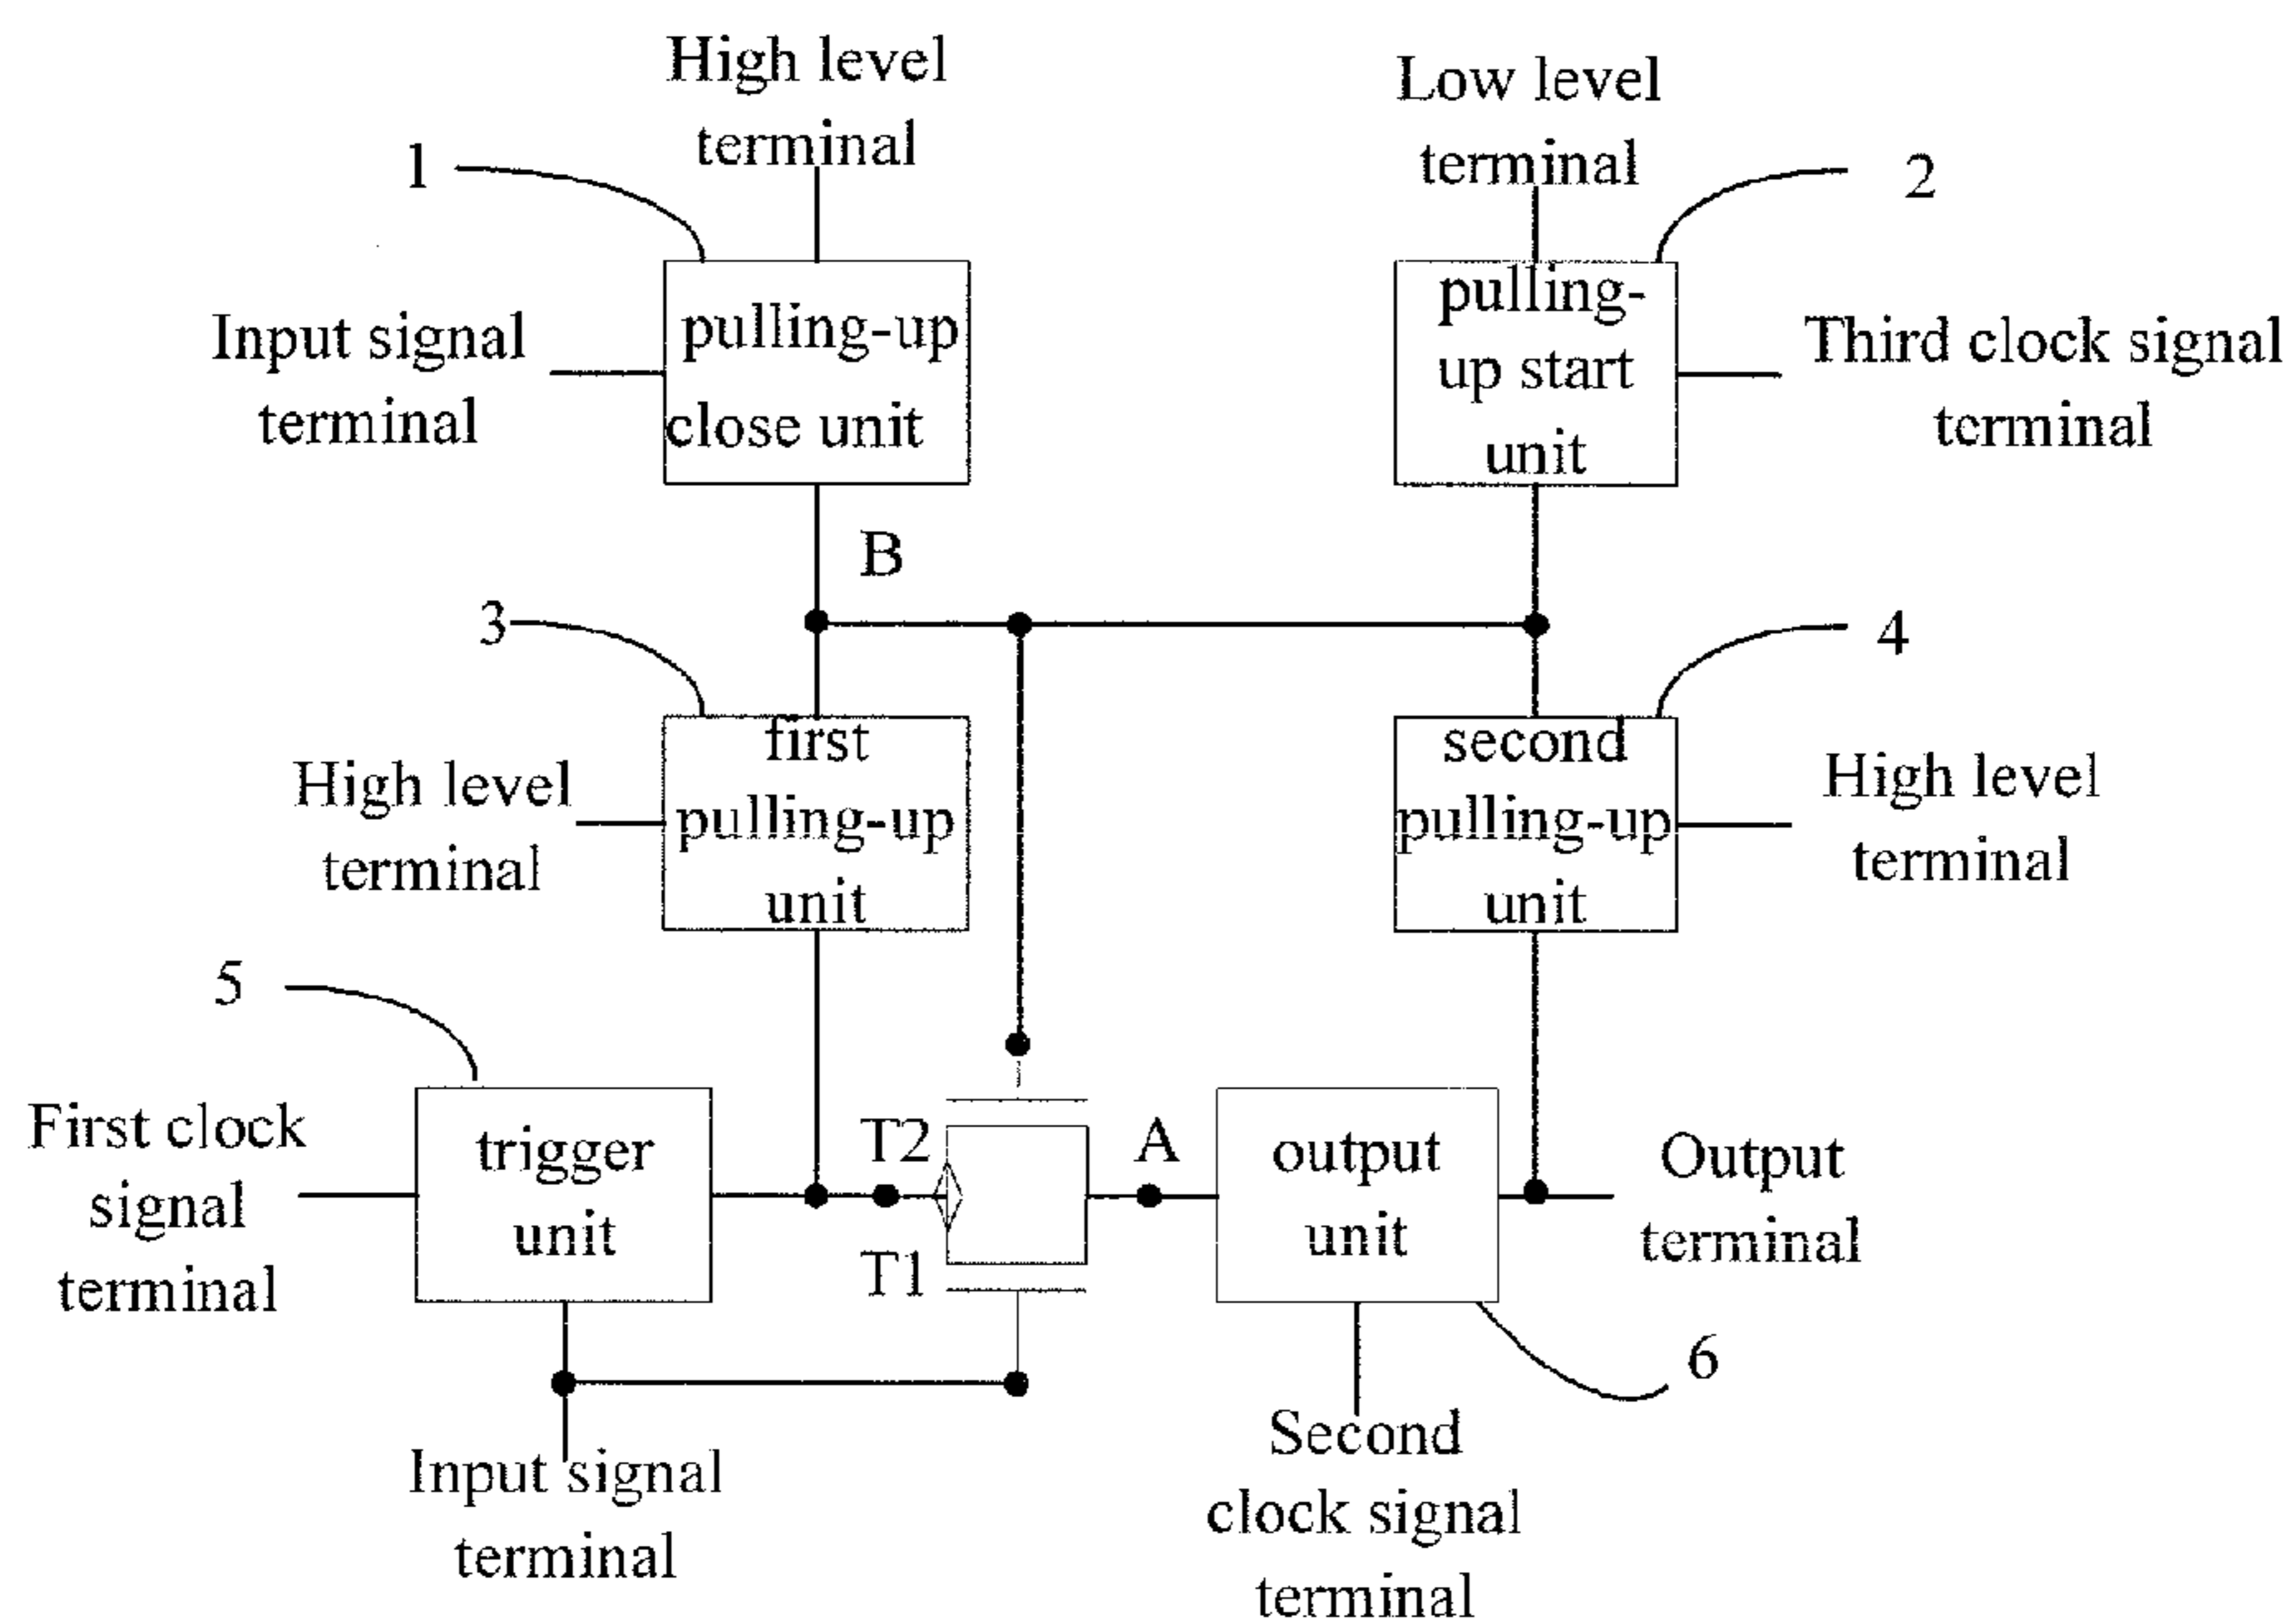 High level
terminal
Low level
terminal
1
2
Input signal
terminal
pulling-up
close unit
pulling-
up start
unit
Third clock signal
terminal
B
3
4
High level
terminal
first
pulling-up
unit
second
pulling-up
unit
High level
terminal
5
First clock
signal
terminal
trigger
unit
T2
T1
A
output
unit
Output
terminal
6
Input signal
terminal
Second
clock signal
terminal